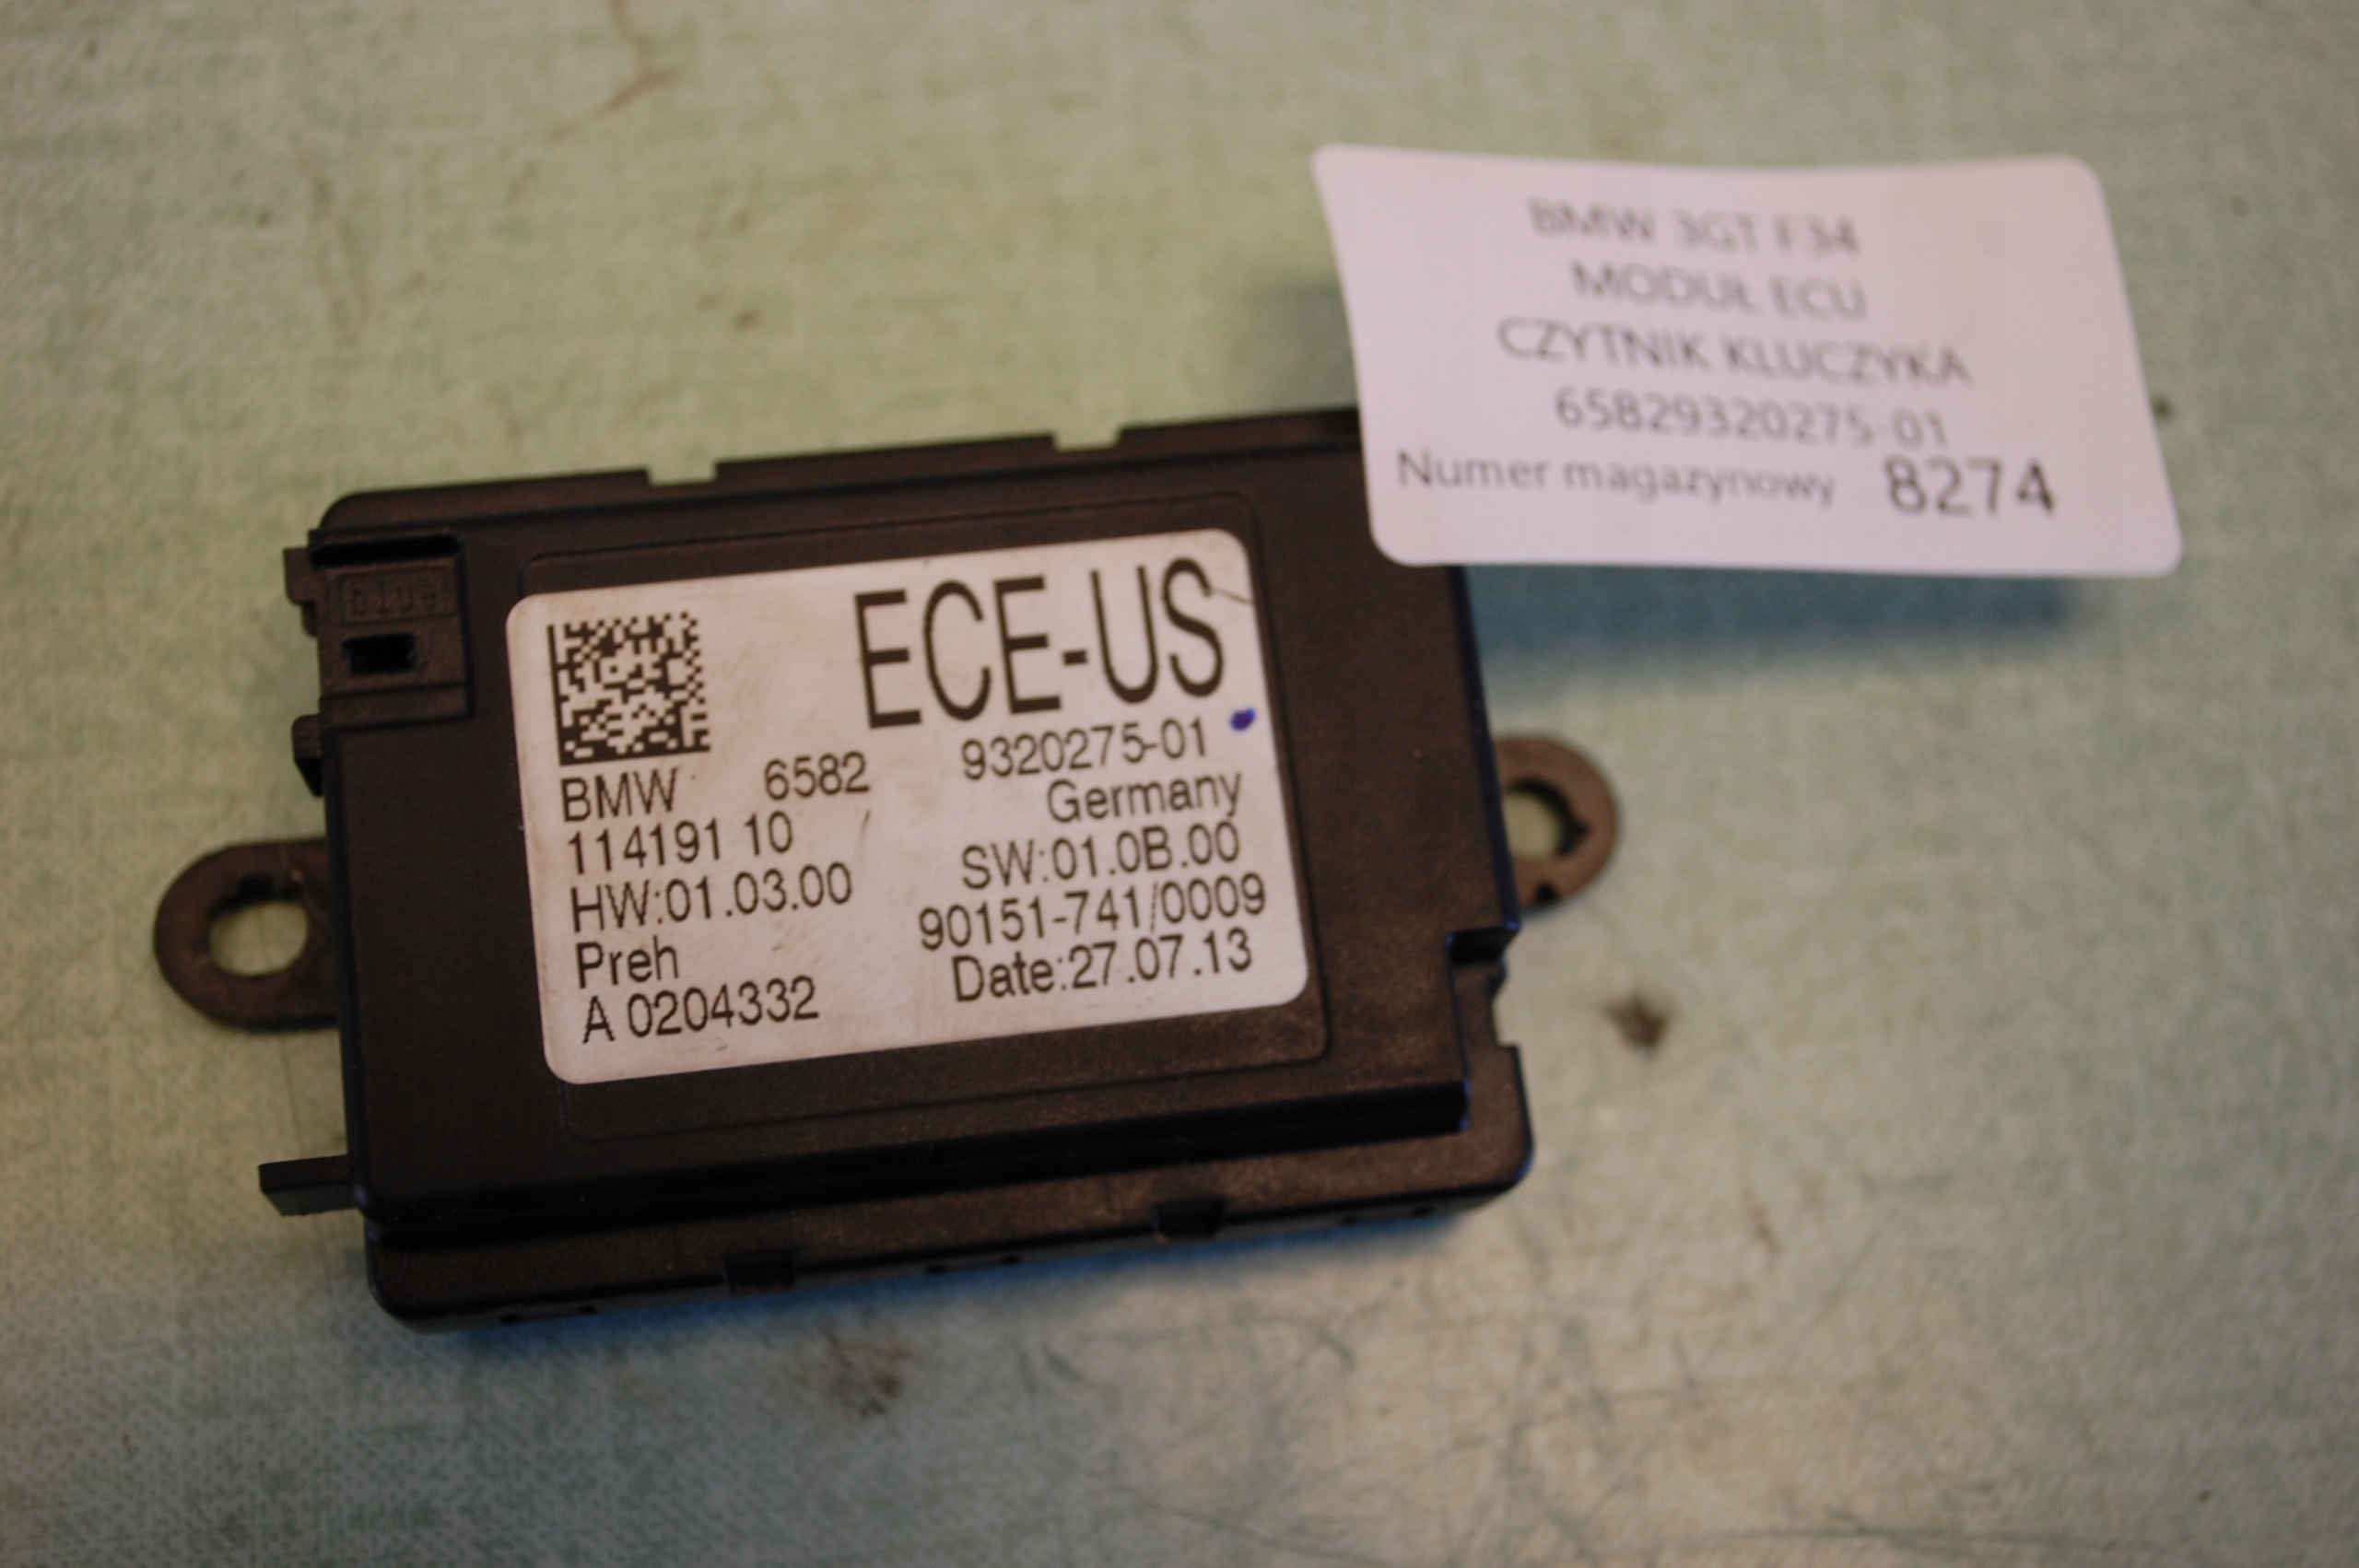 BMW 3GT F34
MODUŁ ECU
CZYTNIK KLUCZYKA
65829320275-01
Numer magazynowy 8274
ECE-US
BMW 6582 9320275-01
Germany
114191 10
SW:01.0B.00
HW:01.03.00
90151-741/0009
Preh
Date:27.07.13
A 0204332